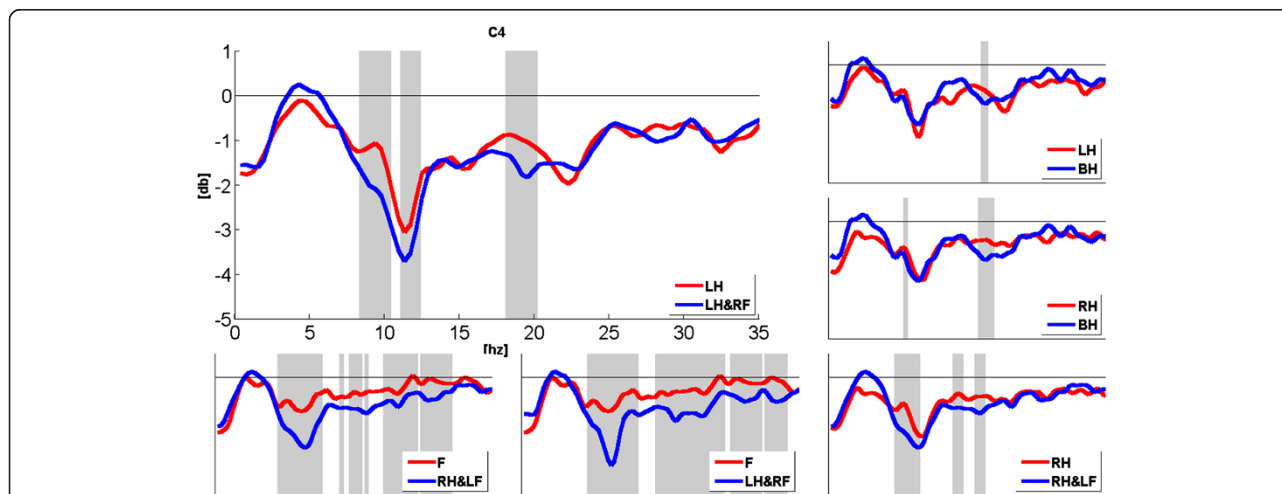 C4
1
0
-1
-2
-3
-4
-5
[db]
0 5 10 15 20 25 30 35
[hz]
LH
LH&RF
LH
BH
RH
BH
F
RH&LF
F
LH&RF
RH
RH&LF